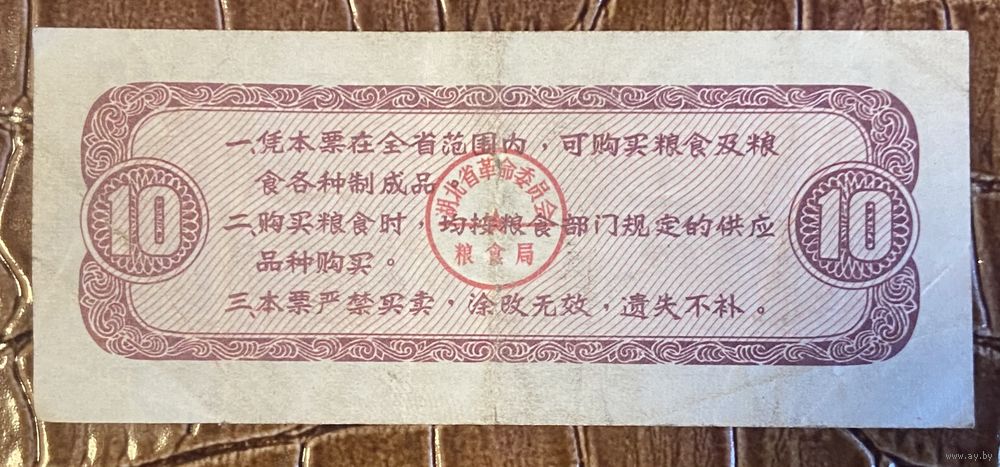 一、凭本票在全省范围内，可购买粮食及粮
食各种制成品
二、购买粮食时，均按粮食部门规定的供应
品种购买。
三、本票严禁买卖，涂改无效，遗失不补。
湖北省革命委员会
粮食局
10
10
www.ay.by